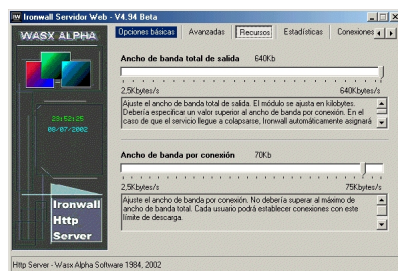 Ironwall Servidor Web - V4.94 Beta
WASX ALPHA
Opciones básicas Avanzadas Recursos Estadísticas Conexiones
Ancho de banda total de salida 640Kb
2.5Kbytes/s 640Kbytes/s
Ajuste el ancho de banda total de salida. El módulo se ajusta en kilobytes.
Debería especificar un valor superior al ancho de banda por conexión. En el
caso de que el servicio llegue a colapsarse, Ironwall automáticamente asignará
23:52:25
08/07/2002
Ancho de banda por conexión 70Kb
2.5Kbytes/s 75Kbytes/s
Ajuste el ancho de banda por conexión. No debería superar al máximo de
ancho de banda total. Cada usuario podrá establecer conexiones con este
límite de descarga.
Ironwall
Http
Server
Http Server - Wasx Alpha Software 1984, 2002